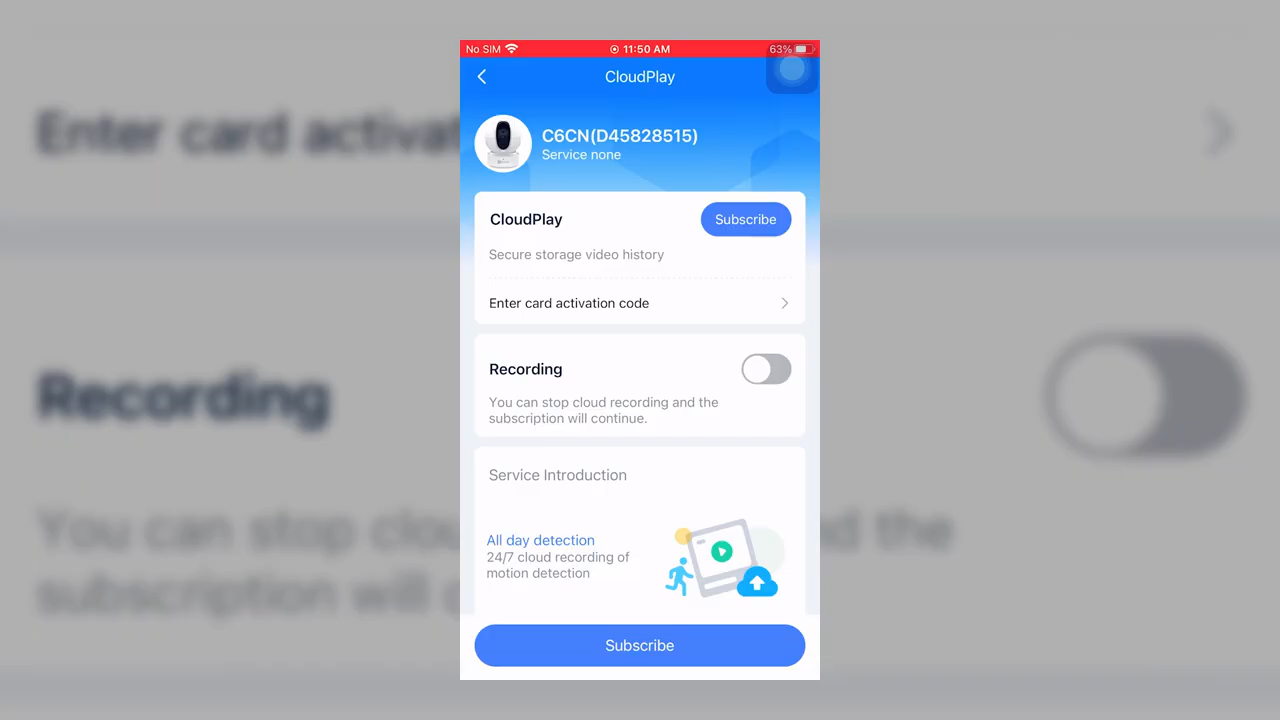 No SIM 11:50 AM 63%
CloudPlay
C6CN(D45828515)
Service none
CloudPlay Subscribe
Secure storage video history
Enter card activation code
Recording
You can stop cloud recording and the
subscription will continue.
Service Introduction
All day detection
24/7 cloud recording of
motion detection
Subscribe
Enter card activat
Recording
You can stop clou
d the
subscription will c